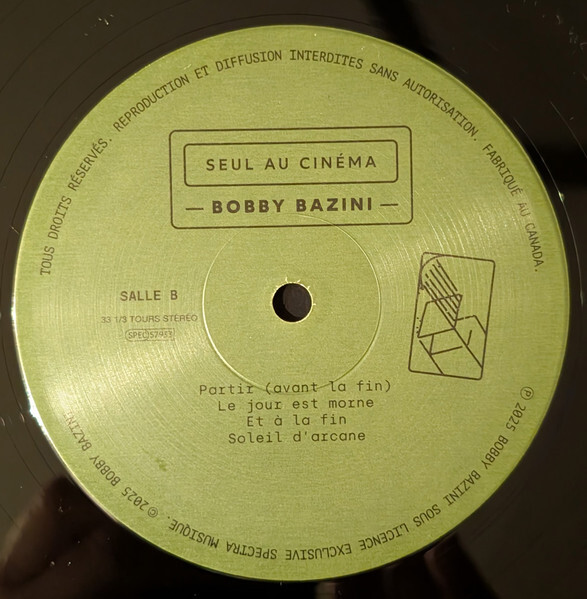 TOUS DROITS RÉSERVÉS. REPRODUCTION ET DIFFUSION INTERDITES SANS AUTORISATION. FABRIQUÉ AU CANADA.
SEUL AU CINÉMA
— BOBBY BAZINI —
SALLE B
33 1/3 TOURS STÉRÉO
SPEC57953
Partir (avant la fin)
Le jour est morne
Et à la fin
Soleil d'arcane
℗ 2025 BOBBY BAZINI SOUS LICENCE EXCLUSIVE SPECTRA MUSIQUE. © 2025 BOBBY BAZINI